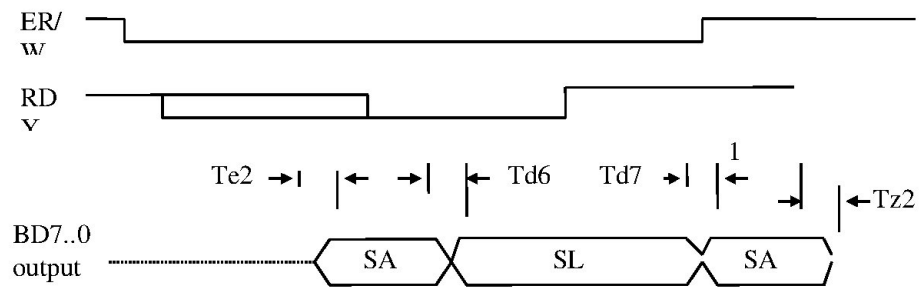 ER/
W
RD
Y
1
Te2
Td6
Td7
Tz2
BD7..0
output
SA
SL
SA